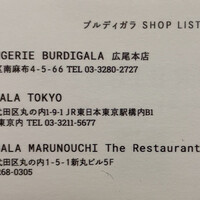 ブルディガラ SHOP LIST
GERIE BURDIGALA 広尾本店
区南麻布4-5-66 TEL 03-3280-2727
ALA TOKYO
代田区丸の内1-9-1 JR東日本東京駅構内B1
東京内 TEL 03-3211-5677
ALA MARUNOUCHI The Restaurant
代田区丸の内1-5-1新丸ビル5F
268-0305